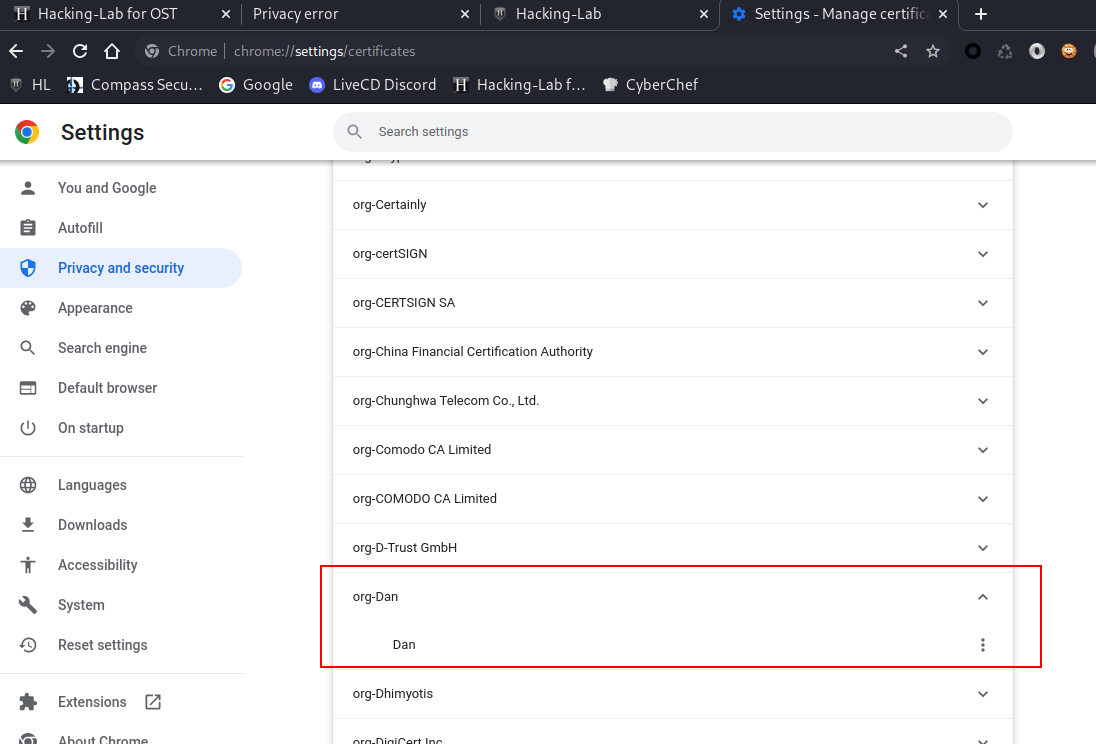 Hacking-Lab for OST
Privacy error
Hacking-Lab
Settings - Manage certific
Chrome
chrome://settings/certificates
HL
Compass Secu...
Google
LiveCD Discord
Hacking-Lab f...
CyberChef
Settings
Search settings
You and Google
Autofill
Privacy and security
Appearance
Search engine
Default browser
On startup
Languages
Downloads
Accessibility
System
Reset settings
Extensions
About Chrome
org-Certainly
org-certSIGN
org-CERTSIGN SA
org-China Financial Certification Authority
org-Chunghwa Telecom Co., Ltd.
org-Comodo CA Limited
org-COMODO CA Limited
org-D-Trust GmbH
org-Dan
Dan
org-Dhimyotis
org-DigiCert Inc